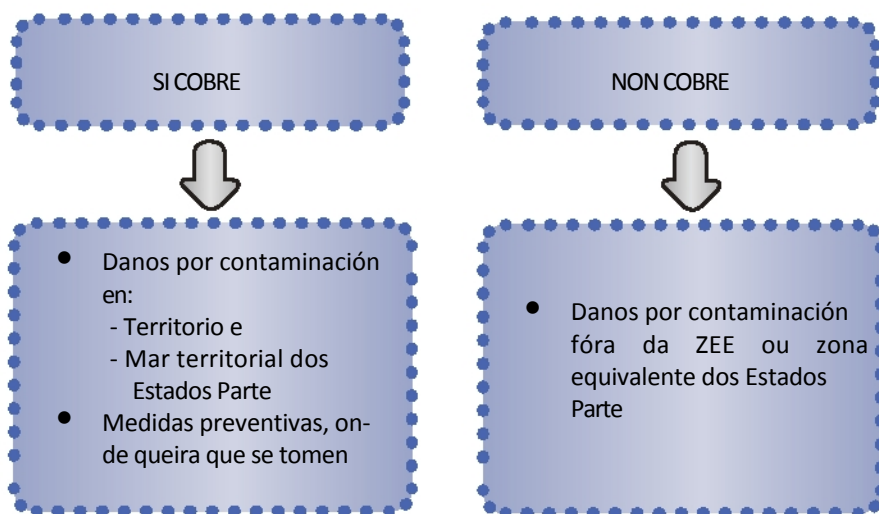 SI COBRE
NON COBRE
• Danos por contaminación
en:
- Territorio e
- Mar territorial dos
Estados Parte
• Medidas preventivas, on-
de queira que se tomen
• Danos por contaminación
fóra da ZEE ou zona
equivalente dos Estados
Parte